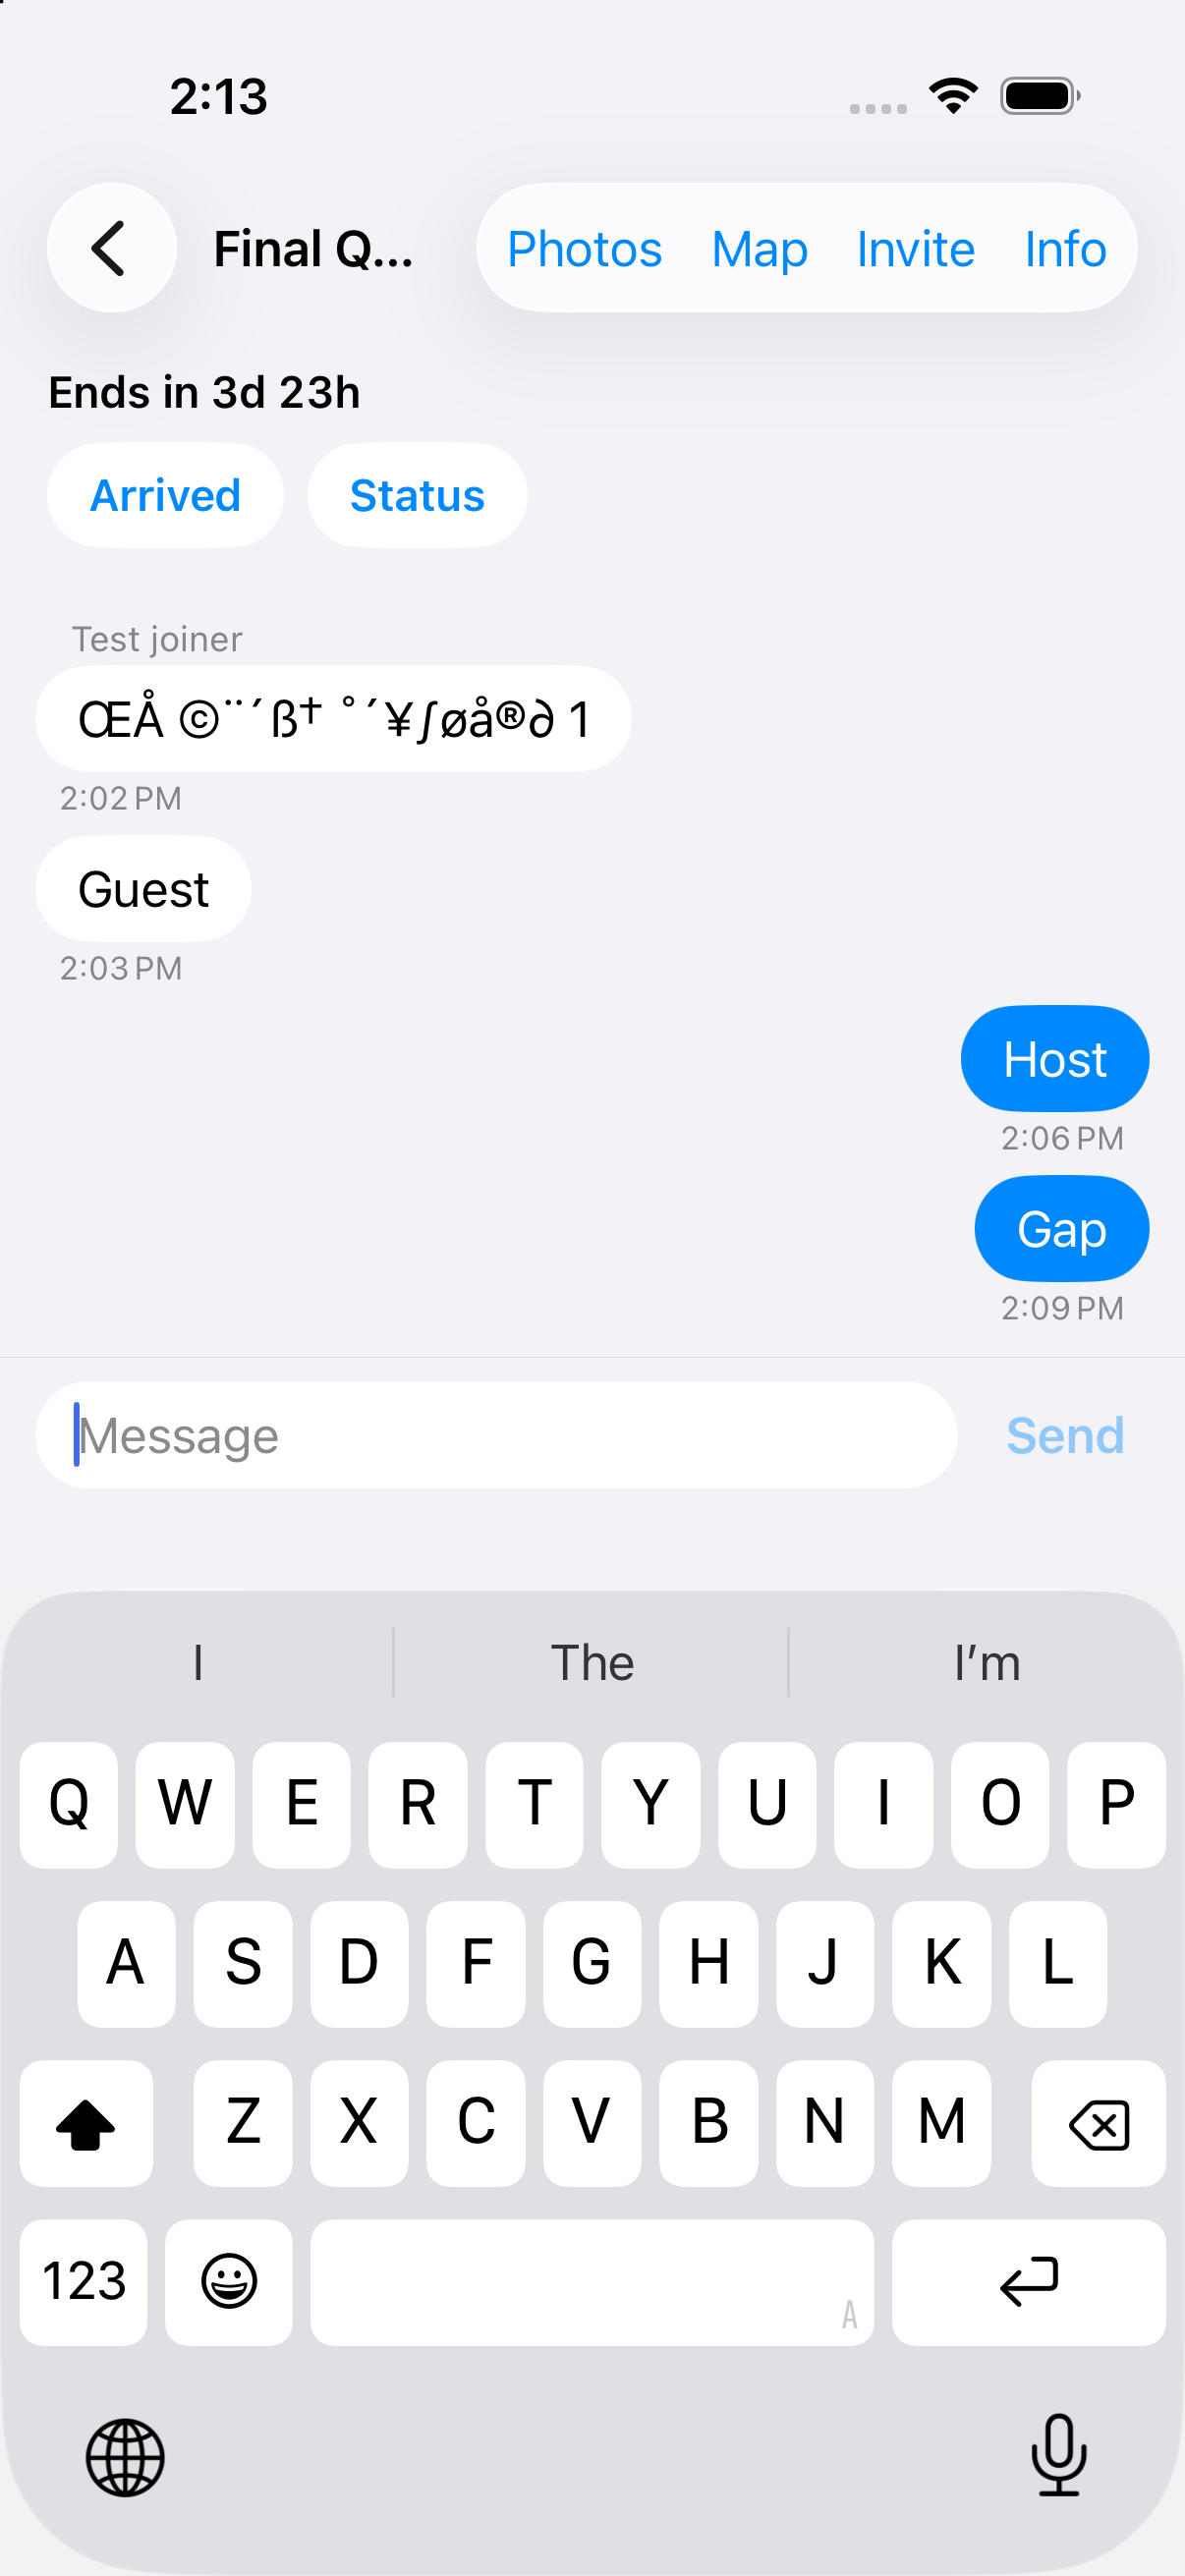 2:13
Final Q...
Photos Map Invite Info
Ends in 3d 23h
Arrived Status
Test joiner
ŒÅ ©¨´ß† ˚´¥∫øå®∂ 1
2:02 PM
Guest
2:03 PM
Host
2:06 PM
Gap
2:09 PM
Message Send
I The I’m
Q W E R T Y U I O P
A S D F G H J K L
Z X C V B N M
123
A